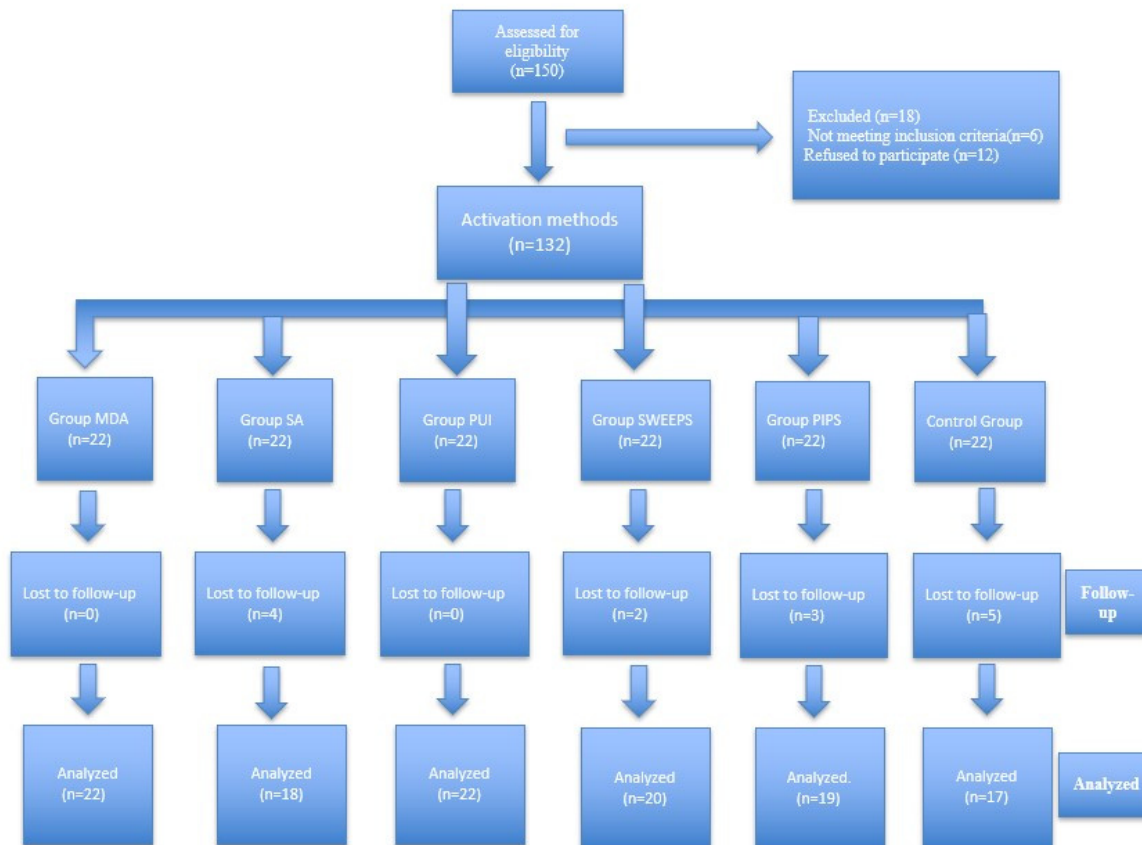 Assessed for
eligibility
(n=150)
Excluded (n=18)
Not meeting inclusion criteria(n=6)
Refused to participate (n=12)
Activation methods
(n=132)
Group MDA
(n=22)
Group SA
(n=22)
Group PUI
(n=22)
Group SWEEPS
(n=22)
Group PIPS
(n=22)
Control Group
(n=22)
Lost to follow-up
(n=0)
Lost to follow-up
(n=4)
Lost to follow-up
(n=0)
Lost to follow-up
(n=2)
Lost to follow-up
(n=3)
Lost to follow-up
(n=5)
Follow-
up
Analyzed
(n=22)
Analyzed
(n=18)
Analyzed
(n=22)
Analyzed
(n=20)
Analyzed.
(n=19)
Analyzed
(n=17)
Analyzed